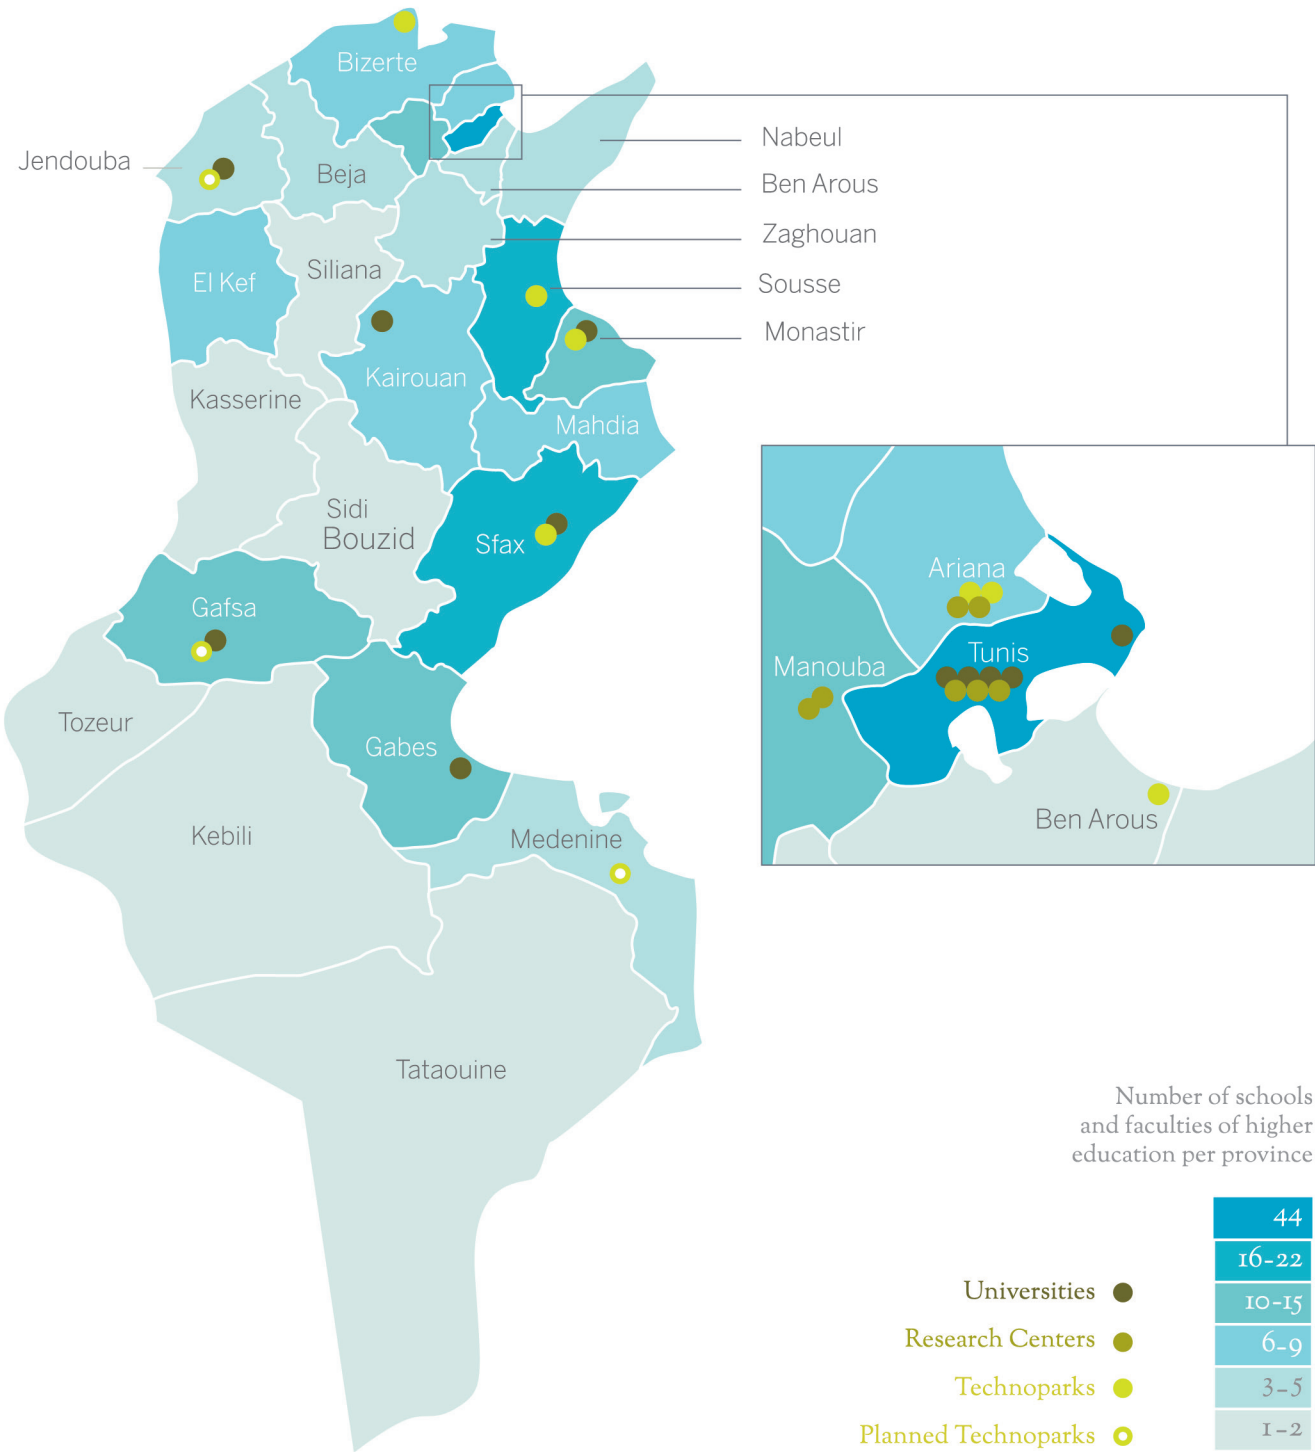 Bizerte
Nabeul
Jendouba
Beja
Ben Arous
Zaghouan
El Kef
Siliana
Sousse
Monastir
Kairouan
Kasserine
Mahdia
Sidi
Bouzid
Sfax
Gafsa
Tozeur
Gabes
Kebili
Medenine
Tataouine
Ariana
Tunis
Manouba
Ben Arous
Number of schools
and faculties of higher
education per province
44
16-22
10-15
6-9
3-5
1-2
Universities
Research Centers
Technoparks
Planned Technoparks